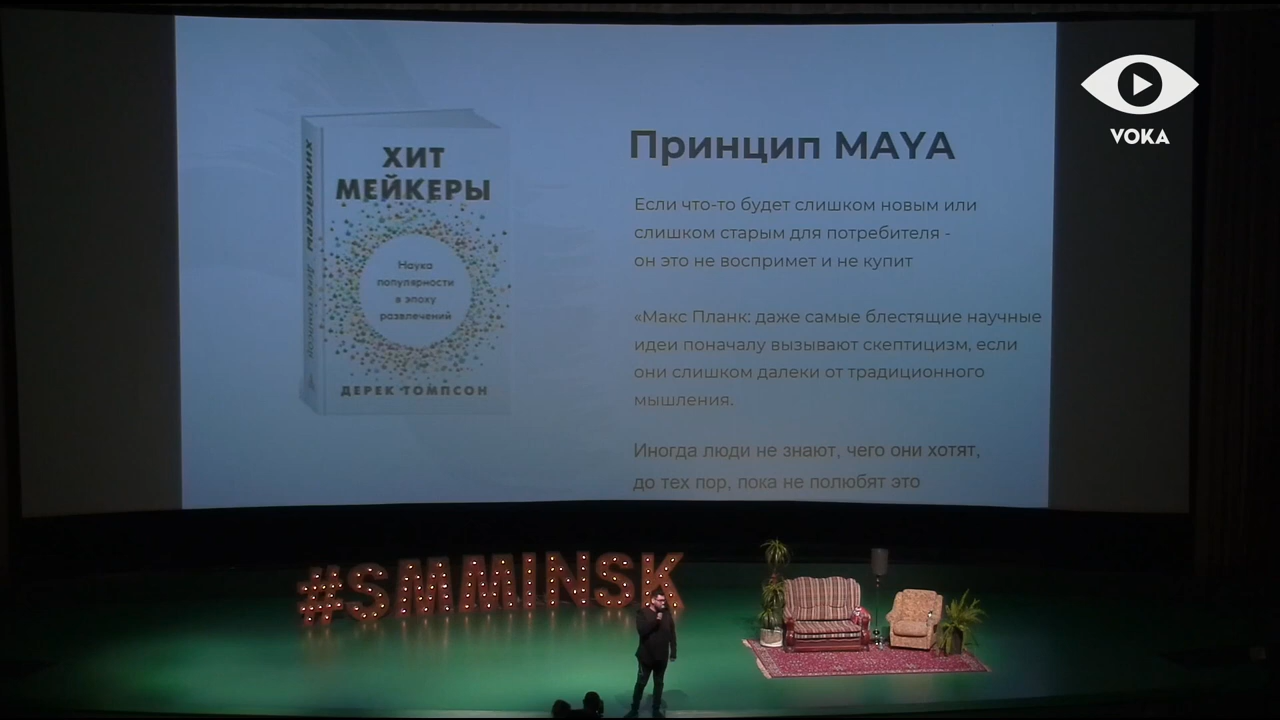 VOKA
ХИТ
МЕЙКЕРЫ
Наука
популярности
в эпоху
развлечений
ДЕРЕК ТОМПСОН
ХИТМЕЙКЕРЫ
Принцип MAYA
Если что-то будет слишком новым или
слишком старым для потребителя -
он это не воспримет и не купит
«Макс Планк: даже самые блестящие научные
идеи поначалу вызывают скептицизм, если
они слишком далеки от традиционного
мышления.
Иногда люди не знают, чего они хотят,
до тех пор, пока не полюбят это
#SMMINSK